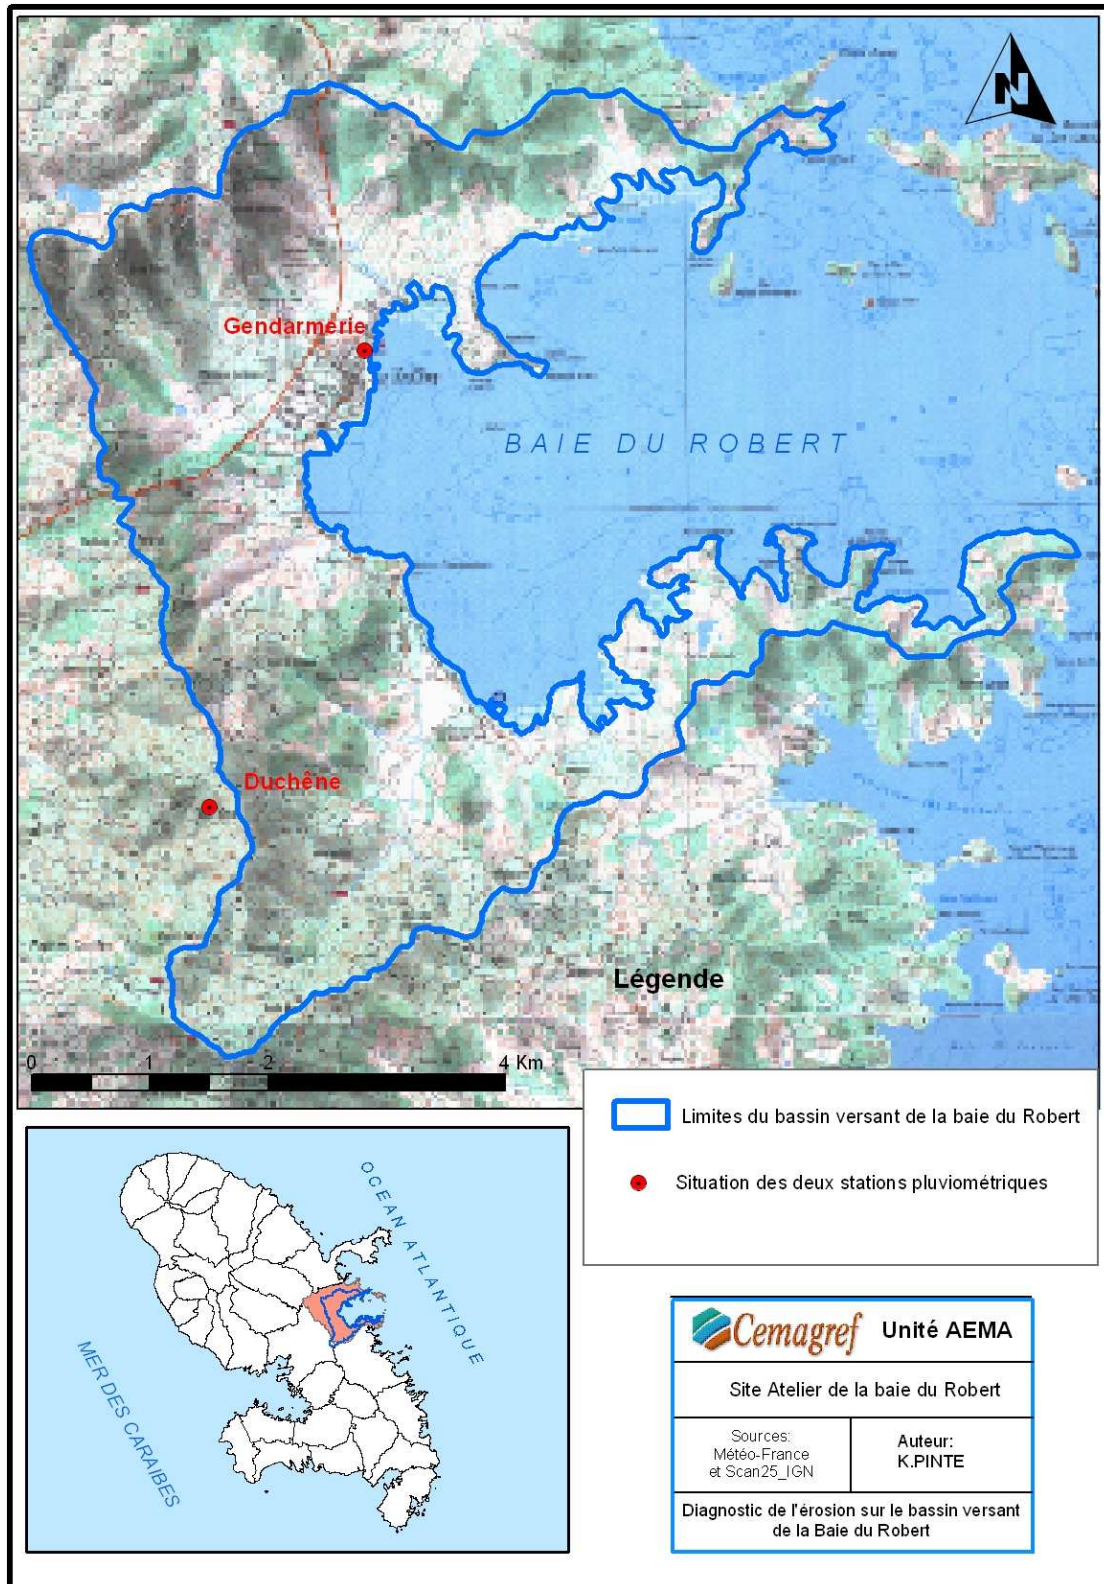 N
Gendarmerie
BAIE DU ROBERT
Duchêne
Légende
0 1 2 4 Km
Limites du bassin versant de la baie du Robert
Situation des deux stations pluviométriques
OCEAN ATLANTIQUE
MER DES CARAIBES
Cemagref Unité AEMA
Site Atelier de la baie du Robert
Sources:
Météo-France
et Scan25_IGN
Auteur:
K.PINTE
Diagnostic de l'érosion sur le bassin versant
de la Baie du Robert